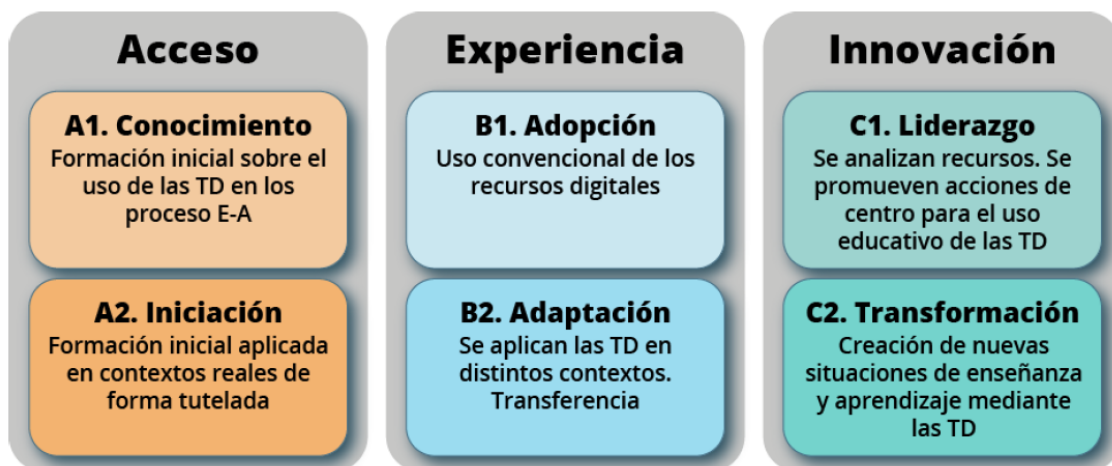 Acceso
A1. Conocimiento
Formación inicial sobre el
uso de las TD en los
proceso E-A
A2. Iniciación
Formación inicial aplicada
en contextos reales de
forma tutelada
Experiencia
B1. Adopción
Uso convencional de los
recursos digitales
B2. Adaptación
Se aplican las TD en
distintos contextos.
Transferencia
Innovación
C1. Liderazgo
Se analizan recursos. Se
promueven acciones de
centro para el uso
educativo de las TD
C2. Transformación
Creación de nuevas
situaciones de enseñanza
y aprendizaje mediante
las TD